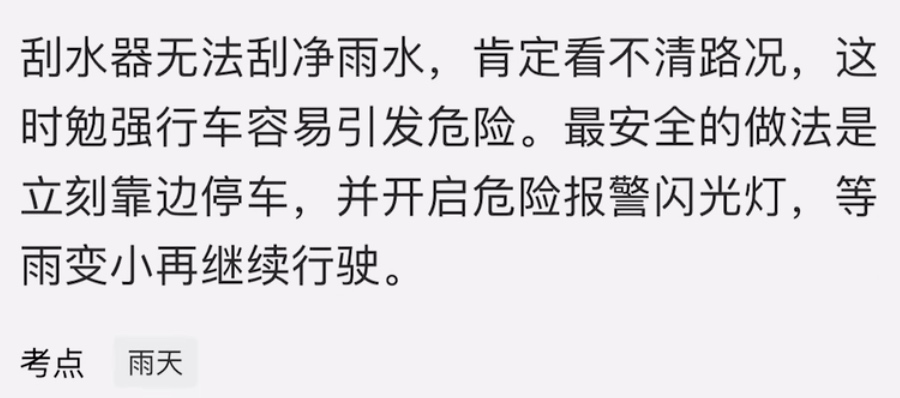 刮水器无法刮净雨水，肯定看不清路况，这
时勉强行车容易引发危险。最安全的做法是
立刻靠边停车，并开启危险报警闪光灯，等
雨变小再继续行驶。
考点 雨天